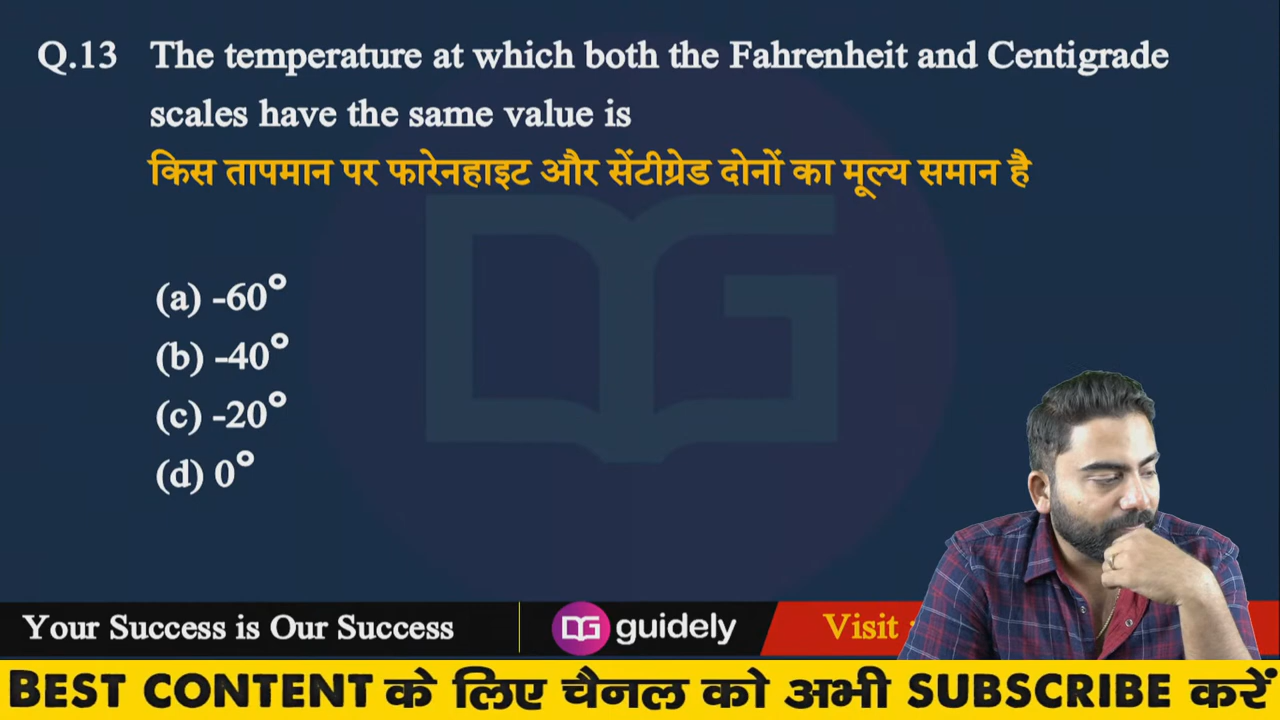 Q.13 The temperature at which both the Fahrenheit and Centigrade
scales have the same value is
किस तापमान पर फारेनहाइट और सेंटीग्रेड दोनों का मूल्य समान है
(a) -60°
(b) -40°
(c) -20°
(d) 0°
DG
Your Success is Our Success
DG guidely
Visit :
BEST CONTENT के लिए चैनल को अभी SUBSCRIBE करें